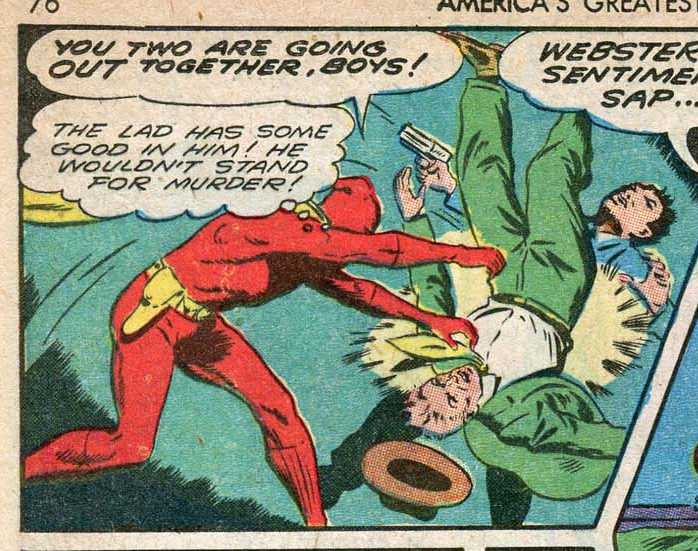 76
AMERICA'S GREATEST
YOU TWO ARE GOING
OUT TOGETHER, BOYS!
THE LAD HAS SOME
GOOD IN HIM! HE
WOULDN'T STAND
FOR MURDER!
WEBSTER
SAP...